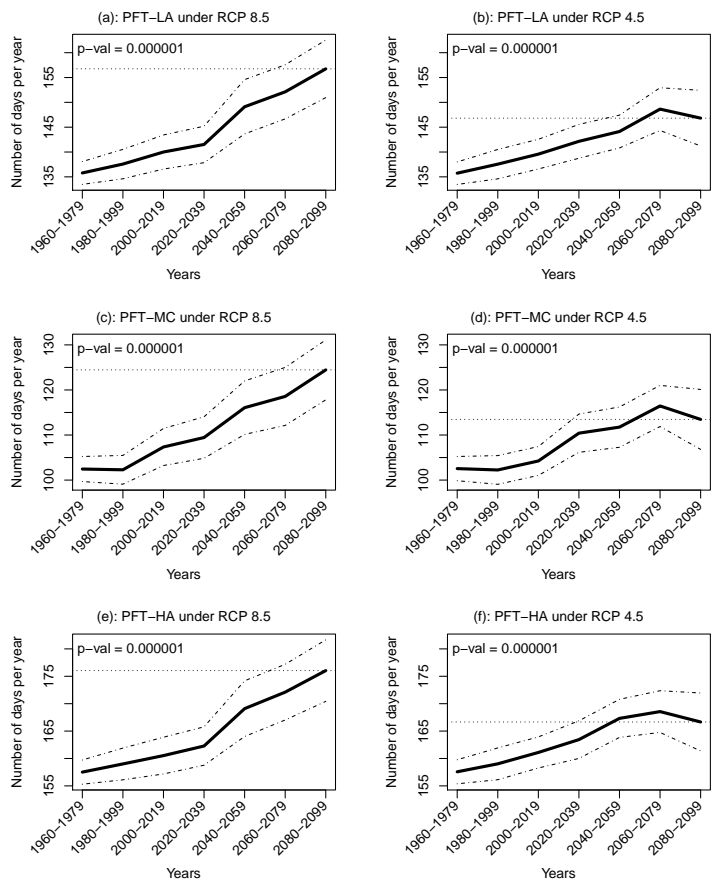 (a): PFT−LA under RCP 8.5
p−val = 0.000001
Number of days per year
135 145 155
1960−1979 1980−1999 2000−2019 2020−2039 2040−2059 2060−2079 2080−2099
Years
(b): PFT−LA under RCP 4.5
p−val = 0.000001
Number of days per year
135 145 155
1960−1979 1980−1999 2000−2019 2020−2039 2040−2059 2060−2079 2080−2099
Years
(c): PFT−MC under RCP 8.5
p−val = 0.000001
Number of days per year
100 110 120 130
1960−1979 1980−1999 2000−2019 2020−2039 2040−2059 2060−2079 2080−2099
Years
(d): PFT−MC under RCP 4.5
p−val = 0.000001
Number of days per year
100 110 120 130
1960−1979 1980−1999 2000−2019 2020−2039 2040−2059 2060−2079 2080−2099
Years
(e): PFT−HA under RCP 8.5
p−val = 0.000001
Number of days per year
155 165 175
1960−1979 1980−1999 2000−2019 2020−2039 2040−2059 2060−2079 2080−2099
Years
(f): PFT−HA under RCP 4.5
p−val = 0.000001
Number of days per year
155 165 175
1960−1979 1980−1999 2000−2019 2020−2039 2040−2059 2060−2079 2080−2099
Years